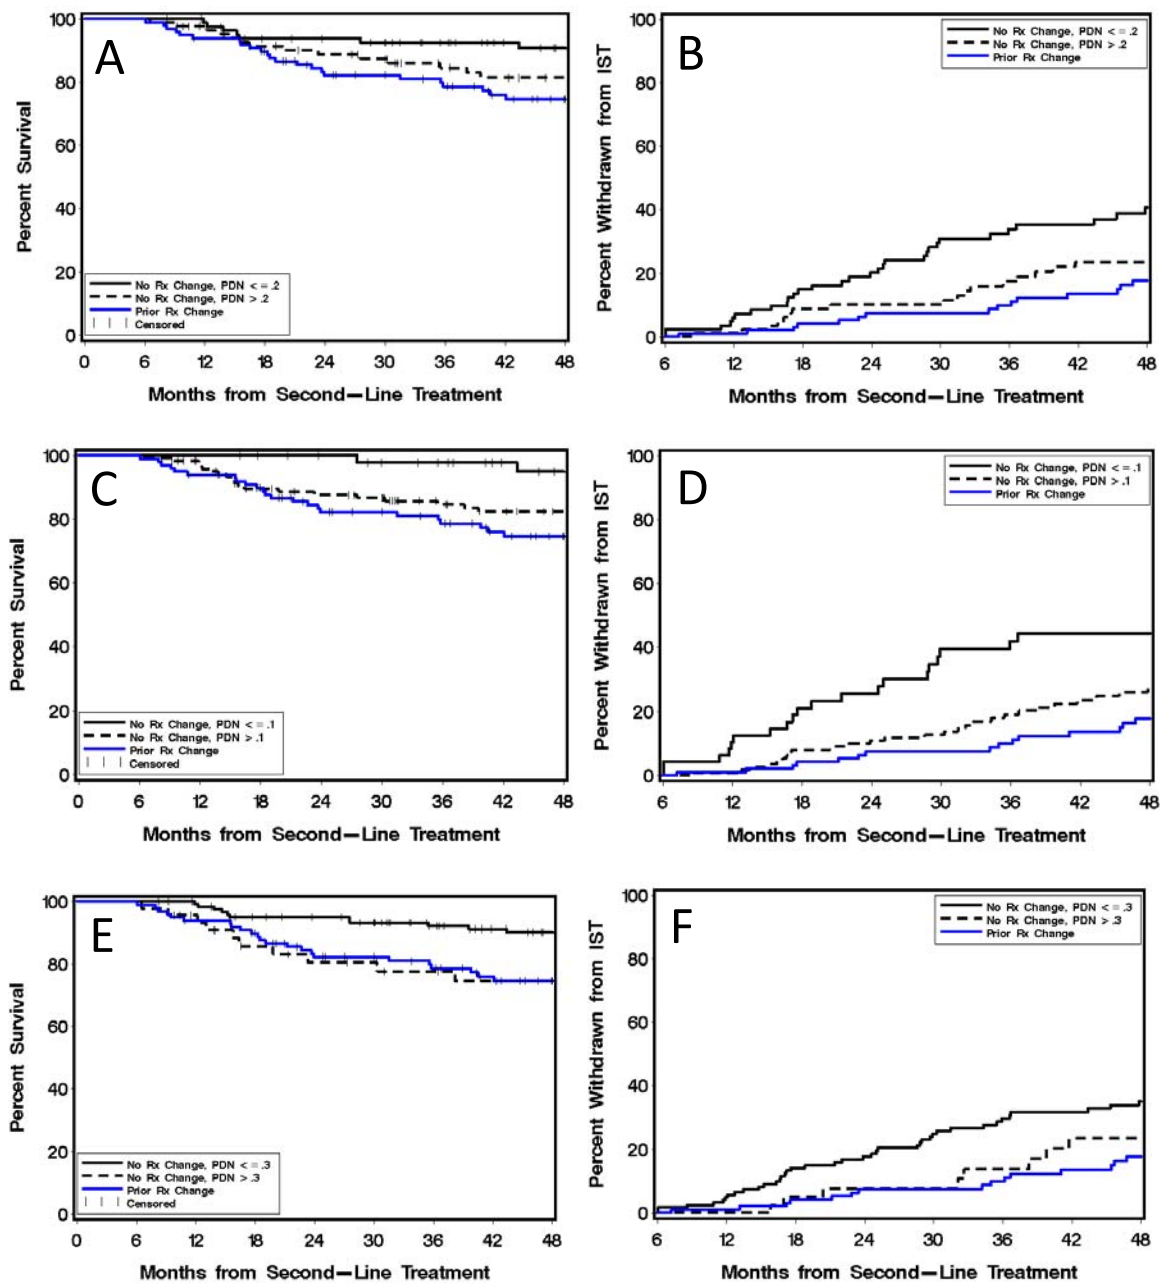 A
Percent Survival
100
80
60
40
20
0
No Rx Change, PDN <= .2
No Rx Change, PDN > .2
Prior Rx Change
Censored
0 6 12 18 24 30 36 42 48
Months from Second-Line Treatment
B
Percent Withdrawn from IST
100
80
60
40
20
0
No Rx Change, PDN <= .2
No Rx Change, PDN > .2
Prior Rx Change
6 12 18 24 30 36 42 48
Months from Second-Line Treatment
C
Percent Survival
100
80
60
40
20
0
No Rx Change, PDN <= .1
No Rx Change, PDN > .1
Prior Rx Change
Censored
0 6 12 18 24 30 36 42 48
Months from Second-Line Treatment
D
Percent Withdrawn from IST
100
80
60
40
20
0
No Rx Change, PDN <= .1
No Rx Change, PDN > .1
Prior Rx Change
6 12 18 24 30 36 42 48
Months from Second-Line Treatment
E
Percent Survival
100
80
60
40
20
0
No Rx Change, PDN <= .3
No Rx Change, PDN > .3
Prior Rx Change
Censored
0 6 12 18 24 30 36 42 48
Months from Second-Line Treatment
F
Percent Withdrawn from IST
100
80
60
40
20
0
No Rx Change, PDN <= .3
No Rx Change, PDN > .3
Prior Rx Change
6 12 18 24 30 36 42 48
Months from Second-Line Treatment